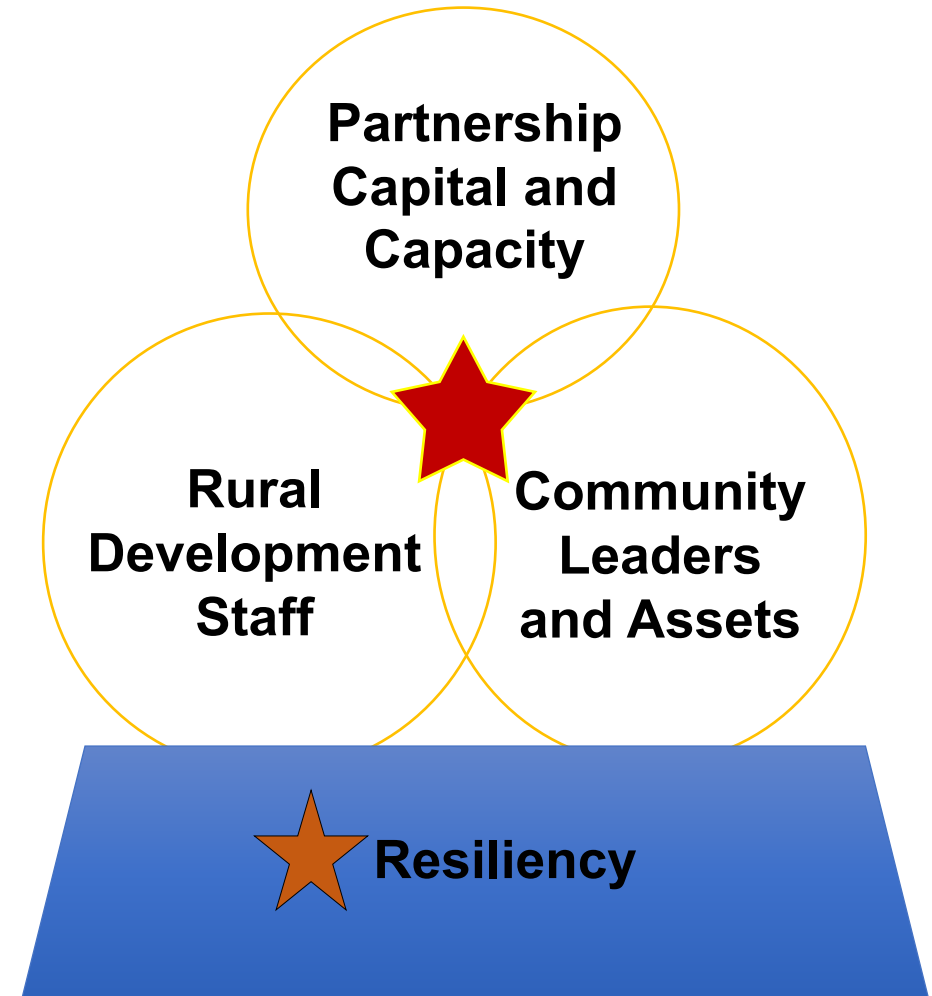 Partnership
Capital and
Capacity
Rural
Development
Staff
Community
Leaders
and Assets
Resiliency